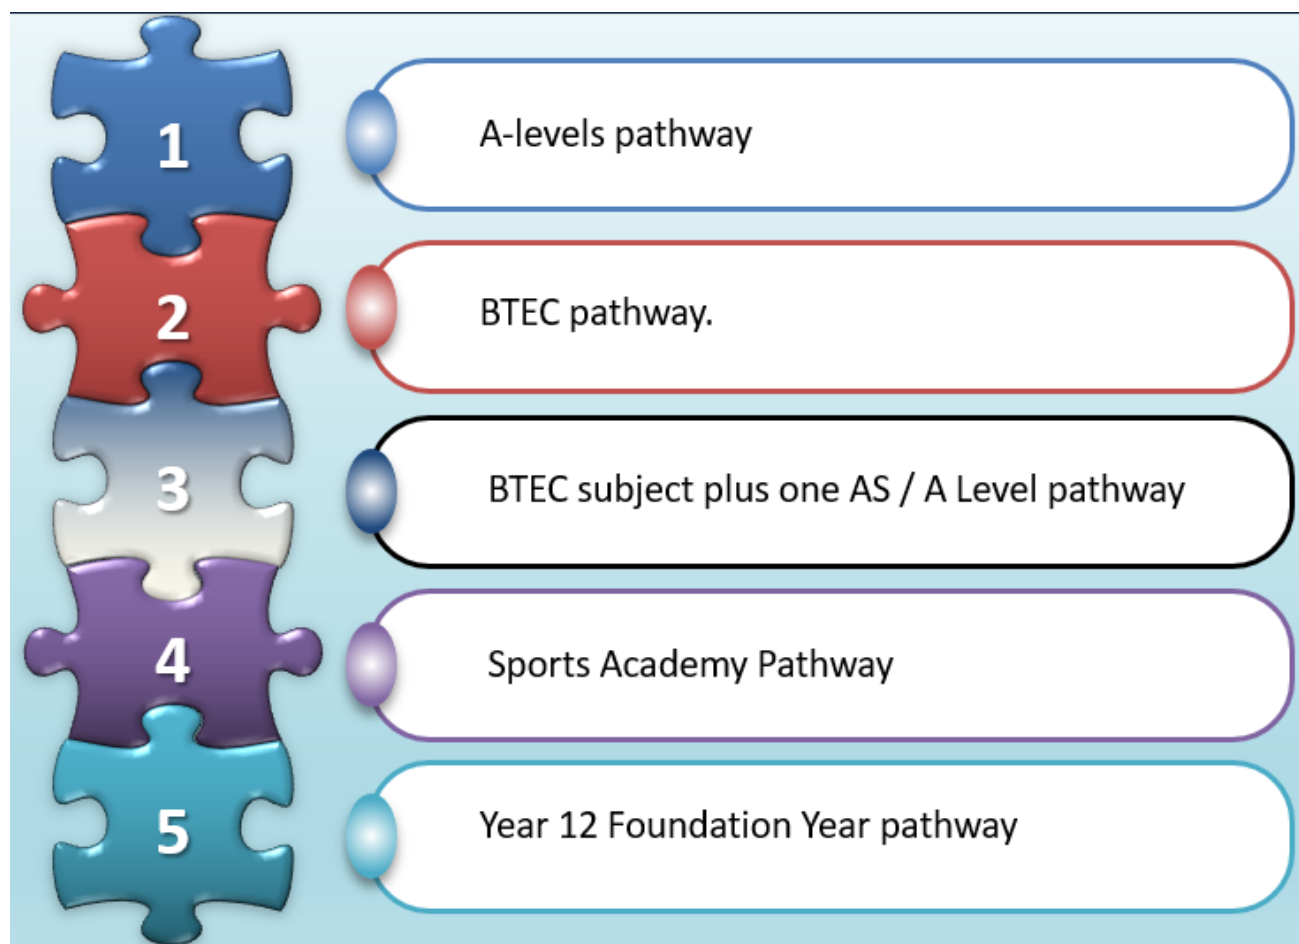 1
A-levels pathway
2
BTEC pathway.
3
BTEC subject plus one AS / A Level pathway
4
Sports Academy Pathway
5
Year 12 Foundation Year pathway